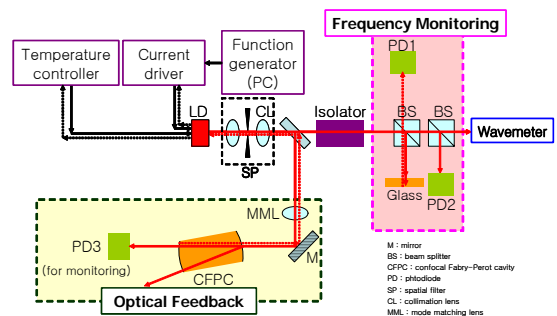 Frequency Monitoring
Temperature
controller
Current
driver
Function
generator
(PC)
PD1
LD
CL
SP
Isolator
BS
BS
Wavemeter
Glass
PD2
MML
M
PD3
(for monitoring)
CFPC
Optical Feedback
M : mirror
BS : beam splitter
CFPC : confocal Fabry-Perot cavity
PD : phtodiode
SP : spatial filter
CL : collimation lens
MML : mode matching lens